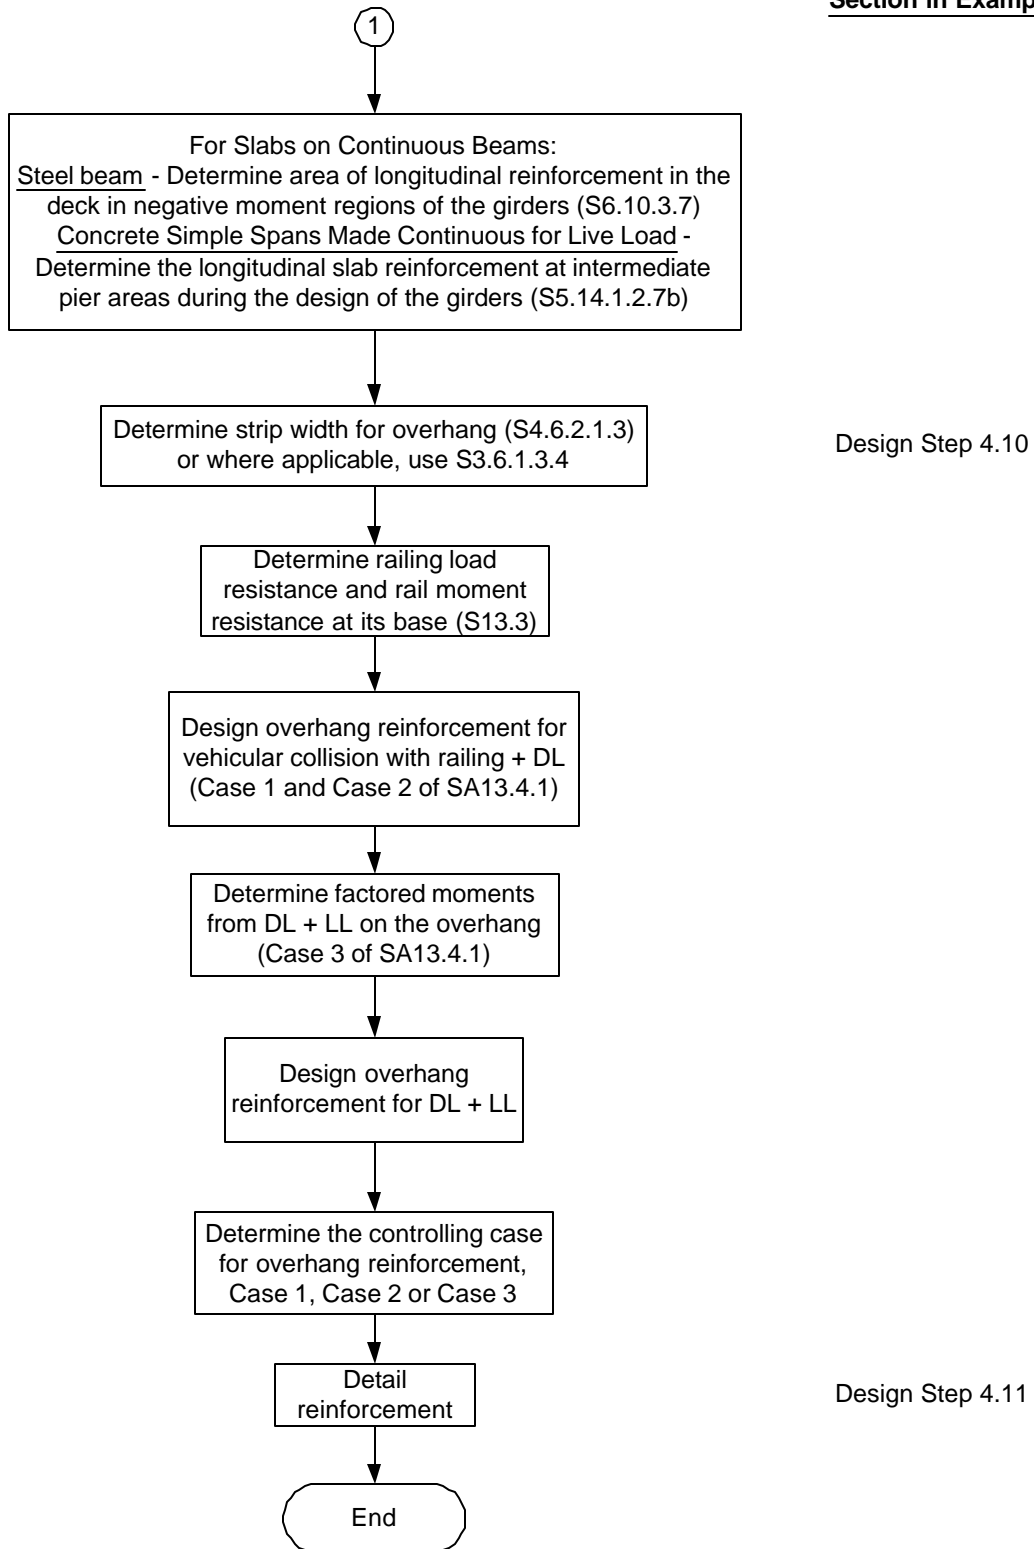 Section in Examp
1
For Slabs on Continuous Beams:
Steel beam - Determine area of longitudinal reinforcement in the
deck in negative moment regions of the girders (S6.10.3.7)
Concrete Simple Spans Made Continuous for Live Load -
Determine the longitudinal slab reinforcement at intermediate
pier areas during the design of the girders (S5.14.1.2.7b)
Determine strip width for overhang (S4.6.2.1.3)
or where applicable, use S3.6.1.3.4
Design Step 4.10
Determine railing load
resistance and rail moment
resistance at its base (S13.3)
Design overhang reinforcement for
vehicular collision with railing + DL
(Case 1 and Case 2 of SA13.4.1)
Determine factored moments
from DL + LL on the overhang
(Case 3 of SA13.4.1)
Design overhang
reinforcement for DL + LL
Determine the controlling case
for overhang reinforcement,
Case 1, Case 2 or Case 3
Detail
reinforcement
Design Step 4.11
End